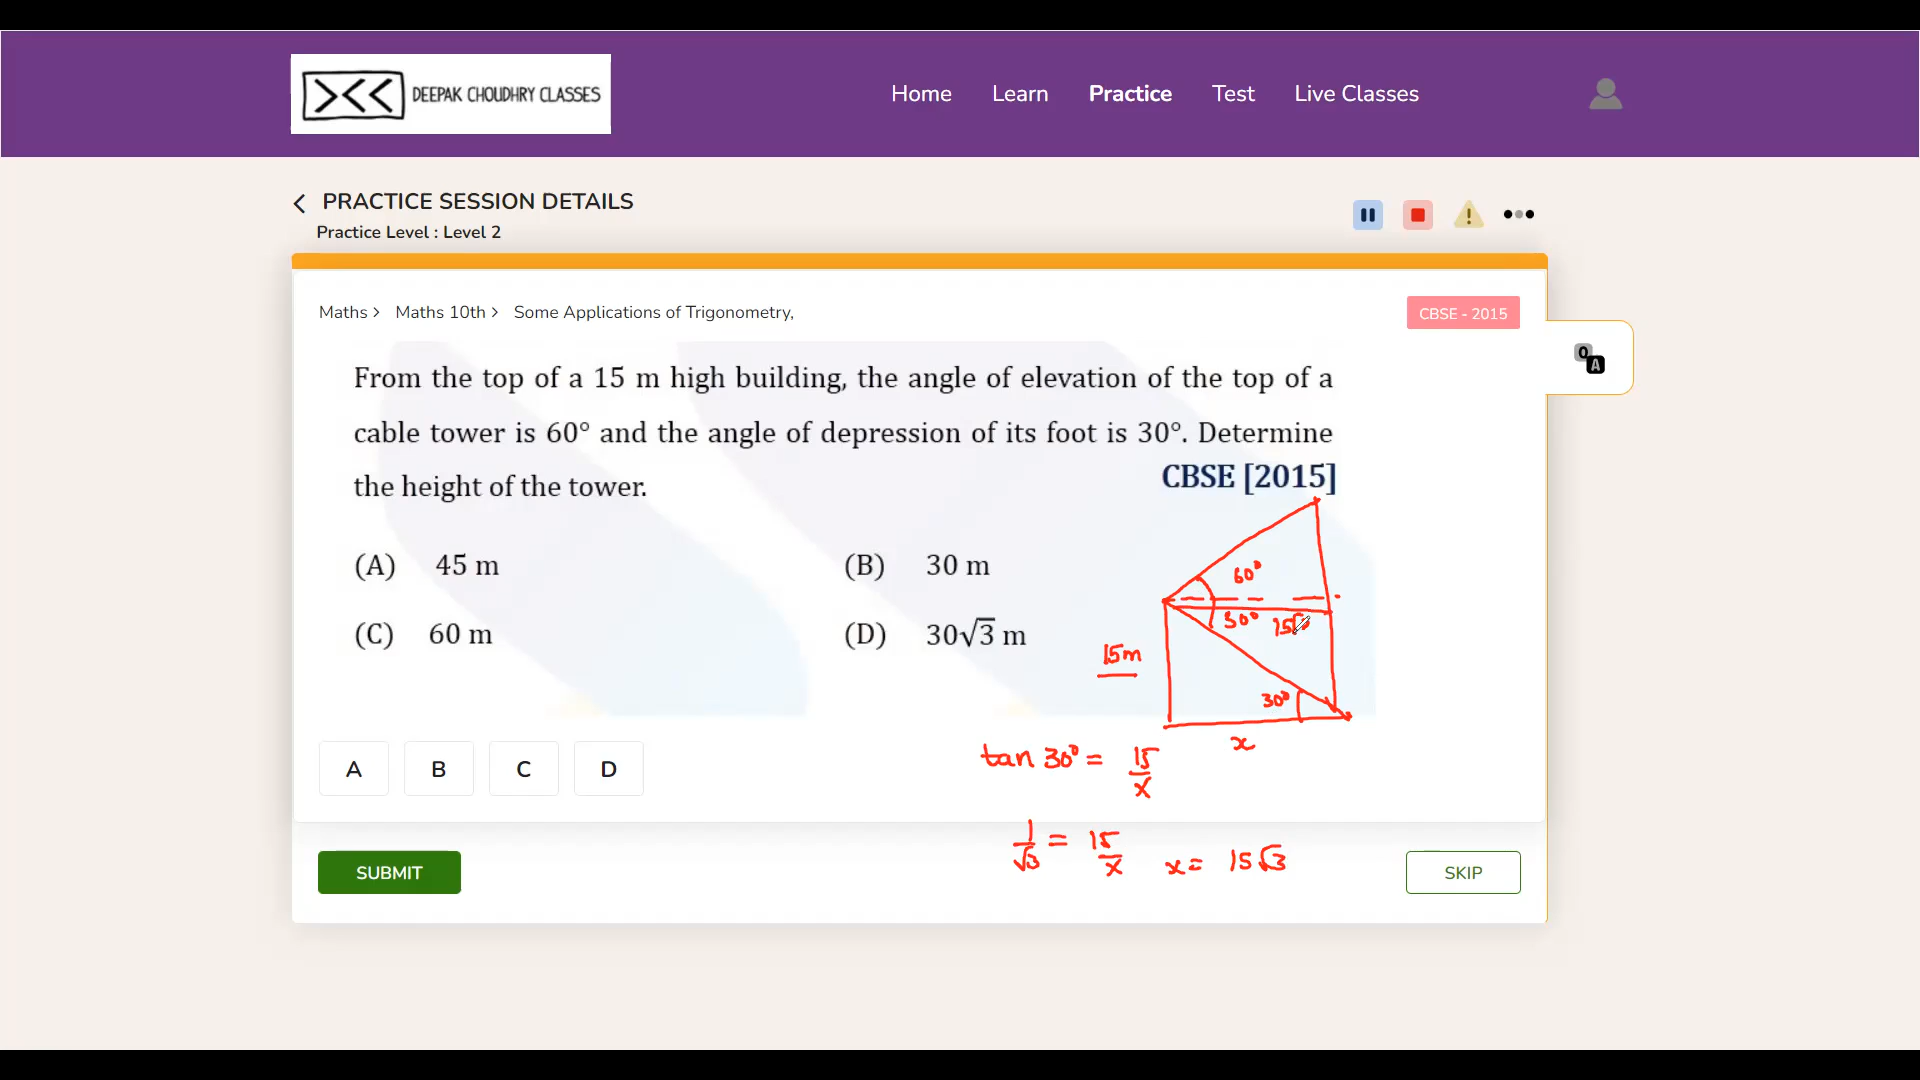 DEEPAK CHOUDHRY CLASSES
Home Learn Practice Test Live Classes
PRACTICE SESSION DETAILS
Practice Level : Level 2
Maths > Maths 10th > Some Applications of Trigonometry,
CBSE - 2015
From the top of a 15 m high building, the angle of elevation of the top of a
cable tower is 60° and the angle of depression of its foot is 30°. Determine
the height of the tower.
CBSE [2015]
(A) 45 m
(B) 30 m
(C) 60 m
(D) 30√3 m
60°
30°
15m
30°
x
A B C D
tan 30° = 15/x
1/√3 = 15/x
x = 15√3
SUBMIT
SKIP